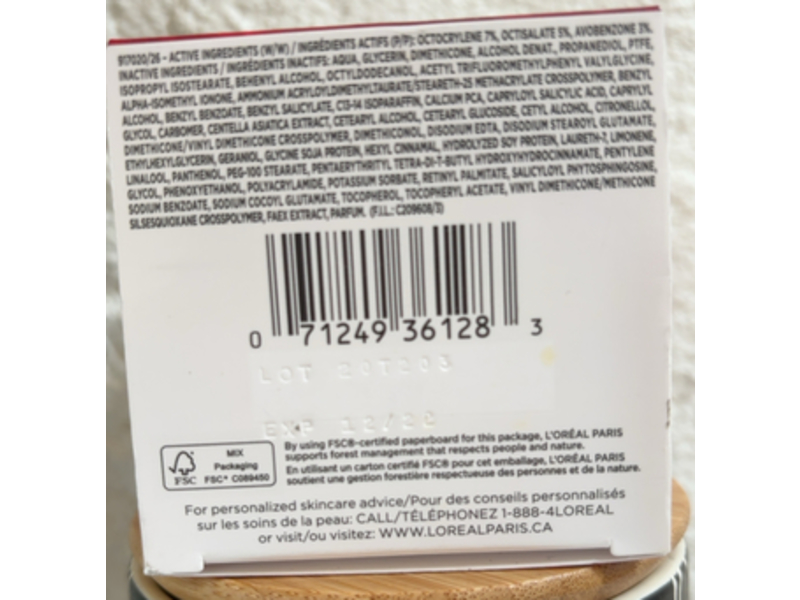 917020/26 - ACTIVE INGREDIENTS (W/W) / INGRÉDIENTS ACTIFS (P/P): OCTOCRYLENE 7%, OCTISALATE 5%, AVOBENZONE 3%.
INACTIVE INGREDIENTS / INGRÉDIENTS INACTIFS: AQUA, GLYCERIN, DIMETHICONE, ALCOHOL DENAT., PROPANEDIOL, PTFE,
ISOPROPYL ISOSTEARATE, BEHENYL ALCOHOL, OCTYLDODECANOL, ACETYL TRIFLUOROMETHYLPHENYL VALYLGLYCINE,
ALPHA-ISOMETHYL IONONE, AMMONIUM ACRYLOYLDIMETHYLTAURATE/STEARETH-25 METHACRYLATE CROSSPOLYMER, BENZYL
ALCOHOL, BENZYL BENZOATE, BENZYL SALICYLATE, C13-14 ISOPARAFFIN, CALCIUM PCA, CAPRYLOYL SALICYLIC ACID, CAPRYLYL
GLYCOL, CARBOMER, CENTELLA ASIATICA EXTRACT, CETEARYL ALCOHOL, CETEARYL GLUCOSIDE, CETYL ALCOHOL, CITRONELLOL,
DIMETHICONE/VINYL DIMETHICONE CROSSPOLYMER, DIMETHICONOL, DISODIUM EDTA, DISODIUM STEAROYL GLUTAMATE,
ETHYLHEXYLGLYCERIN, GERANIOL, GLYCINE SOJA PROTEIN, HEXYL CINNAMAL, HYDROLYZED SOY PROTEIN, LAURETH-7, LIMONENE,
LINALOOL, PANTHENOL, PEG-100 STEARATE, PENTAERYTHRITYL TETRA-DI-T-BUTYL HYDROXYHYDROCINNAMATE, PENTYLENE
GLYCOL, PHENOXYETHANOL, POLYACRYLAMIDE, POTASSIUM SORBATE, RETINYL PALMITATE, SALICYLOYL PHYTOSPHINGOSINE,
SODIUM BENZOATE, SODIUM COCOYL GLUTAMATE, TOCOPHEROL, TOCOPHERYL ACETATE, VINYL DIMETHICONE/METHICONE
SILSESQUIOXANE CROSSPOLYMER, FAEX EXTRACT, PARFUM. (F.I.L.: C209608/3)
0 71249 36128 3
LOT 20T203
EXP 12/22
MIX
Packaging
FSC® C089450
FSC
By using FSC®-certified paperboard for this package, L'ORÉAL PARIS
supports forest management that respects people and nature.
En utilisant un carton certifié FSC® pour cet emballage, L'ORÉAL PARIS
soutient une gestion forestière respectueuse des personnes et de la nature.
For personalized skincare advice/Pour des conseils personnalisés
sur les soins de la peau: CALL/TÉLÉPHONEZ 1-888-4LOREAL
or visit/ou visitez: WWW.LOREALPARIS.CA